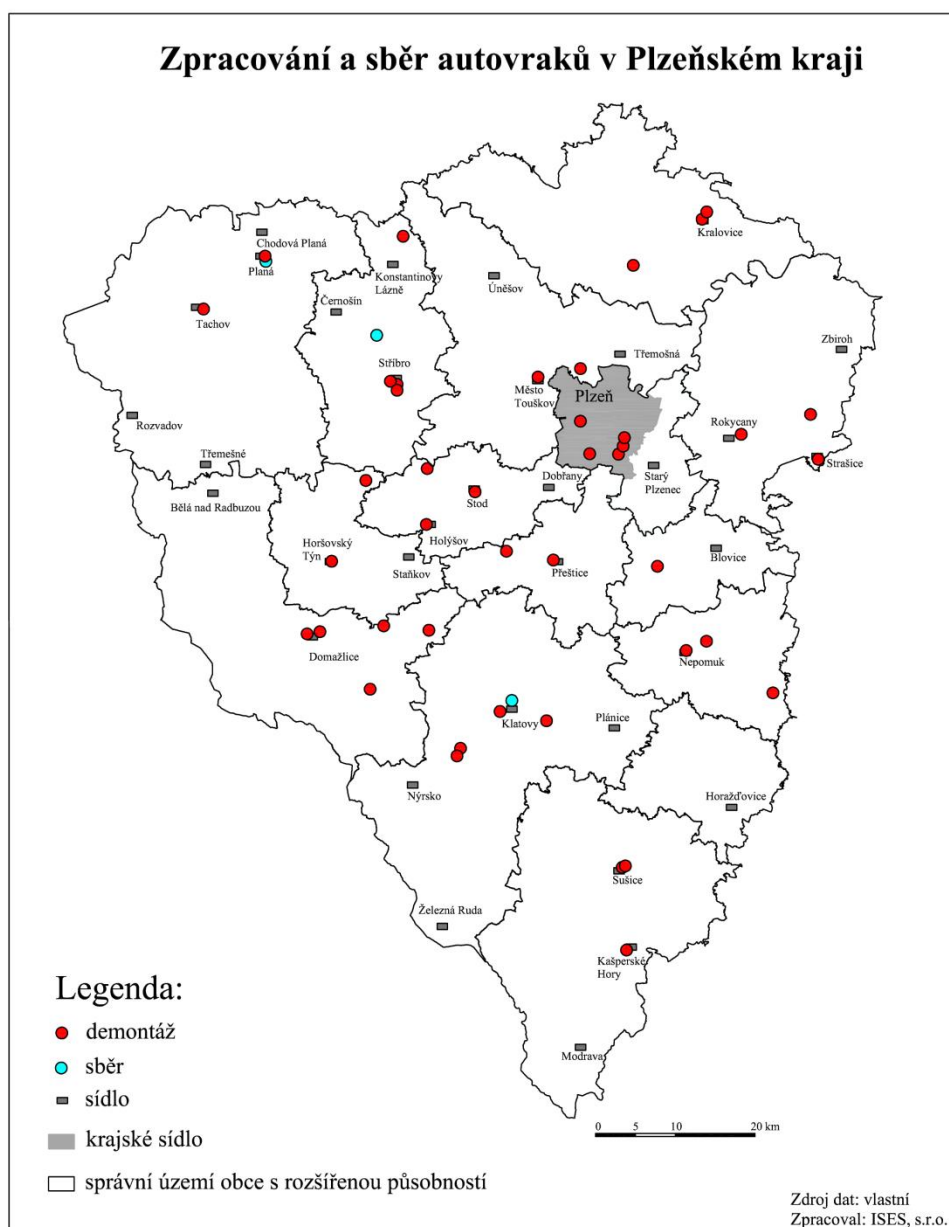 Zpracování a sběr autovraků v Plzeňském kraji
Kralovice
Chodová Planá
Planá
Konstantinovy
Lázně
Úněšov
Černošín
Tachov
Zbiroh
Třemošná
Stříbro
Město
Touškov
Plzeň
Rozvadov
Rokycany
Třemešné
Strašice
Starý
Plzenec
Dobřany
Bělá nad Radbuzou
Stod
Holýšov
Horšovský
Týn
Staňkov
Blovice
Přeštice
Domažlice
Nepomuk
Klatovy
Plánice
Nýrsko
Horažďovice
Sušice
Železná Ruda
Kašperské
Hory
Modrava
Legenda:
demontáž
sběr
sídlo
krajské sídlo
správní území obce s rozšířenou působností
0 5 10 20 km
Zdroj dat: vlastní
Zpracoval: ISES, s.r.o.